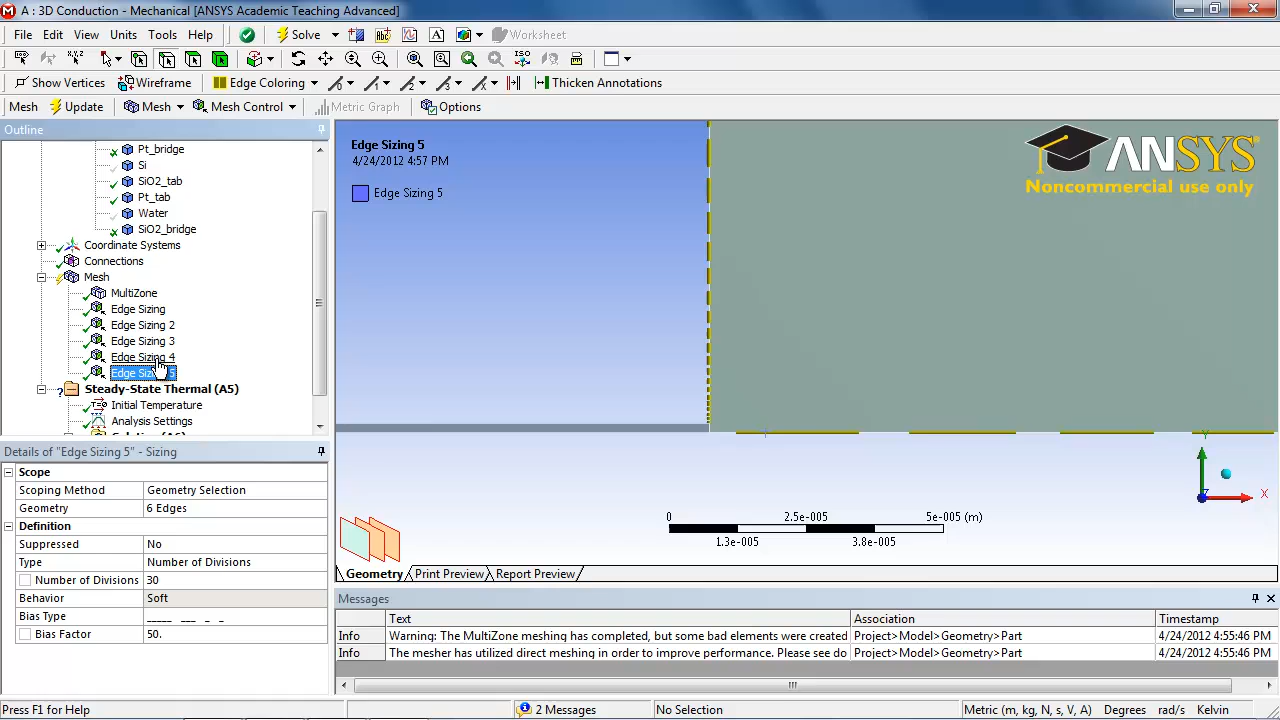 A : 3D Conduction - Mechanical [ANSYS Academic Teaching Advanced]
File Edit View Units Tools Help Solve Worksheet
Show Vertices Wireframe Edge Coloring Thicken Annotations
Mesh Update Mesh Mesh Control Metric Graph Options
Outline
Pt_bridge
Si
SiO2_tab
Pt_tab
Water
SiO2_bridge
Coordinate Systems
Connections
Mesh
MultiZone
Edge Sizing
Edge Sizing 2
Edge Sizing 3
Edge Sizing 4
Edge Sizing 5
Steady-State Thermal (A5)
Initial Temperature
Analysis Settings
Solution (A6)
Details of "Edge Sizing 5" - Sizing
Scope
Scoping Method Geometry Selection
Geometry 6 Edges
Definition
Suppressed No
Type Number of Divisions
Number of Divisions 30
Behavior Soft
Bias Type _____ ___ _ _
Bias Factor 50.
Edge Sizing 5
4/24/2012 4:57 PM
Edge Sizing 5
ANSYS
Noncommercial use only
Y
X
Z
0 2.5e-005 5e-005 (m)
1.3e-005 3.8e-005
Geometry Print Preview Report Preview
Messages
Text Association Timestamp
Info Warning: The MultiZone meshing has completed, but some bad elements were created Project>Model>Geometry>Part 4/24/2012 4:55:46 PM
Info The mesher has utilized direct meshing in order to improve performance. Please see do Project>Model>Geometry>Part 4/24/2012 4:55:46 PM
Press F1 for Help 2 Messages No Selection Metric (m, kg, N, s, V, A) Degrees rad/s Kelvin